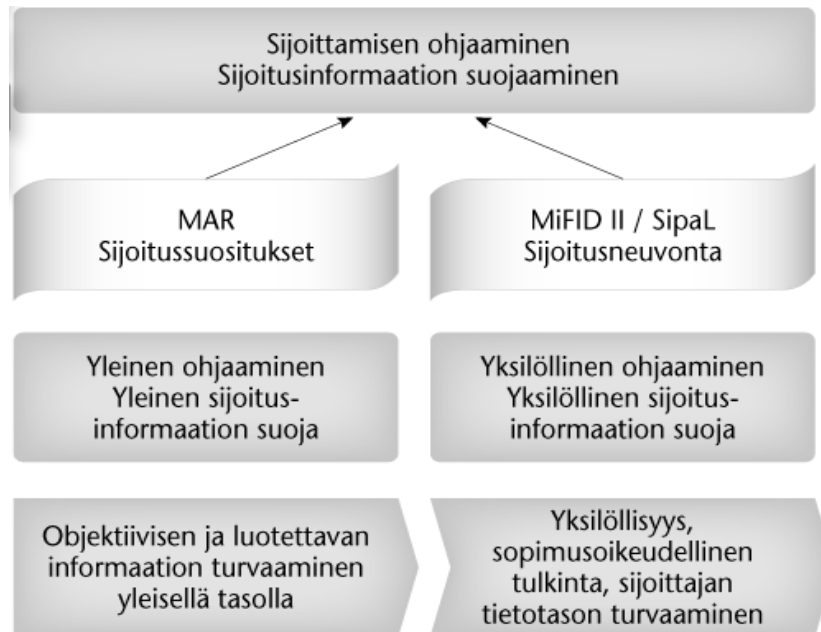 Sijoittamisen ohjaaminen
Sijoitusinformaation suojaaminen
MAR
Sijoitussuositukset
MiFID II / SipaL
Sijoitusneuvonta
Yleinen ohjaaminen
Yleinen sijoitus-
informaation suoja
Yksilöllinen ohjaaminen
Yksilöllinen sijoitus-
informaation suoja
Objektiivisen ja luotettavan
informaation turvaaminen
yleisellä tasolla
Yksilöllisyys,
sopimusoikeudellinen
tulkinta, sijoittajan
tietotason turvaaminen